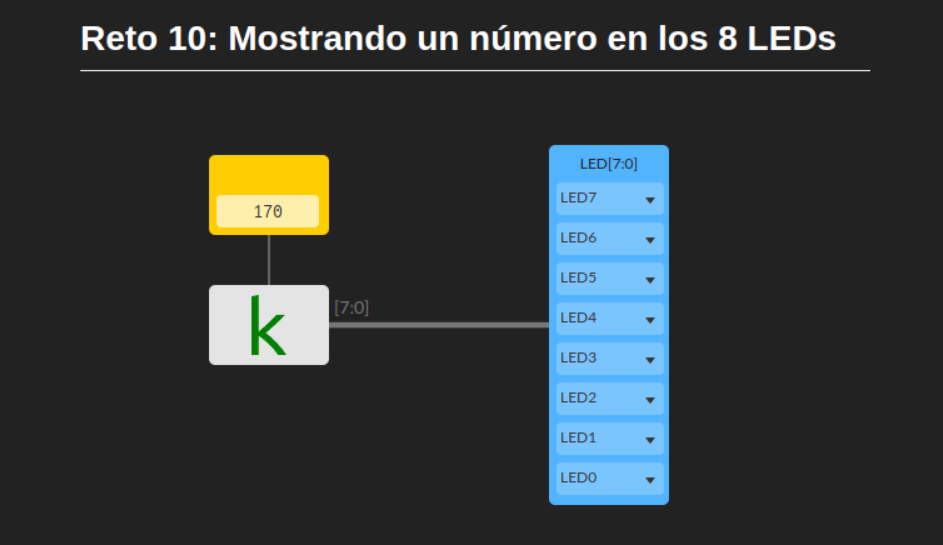 Reto 10: Mostrando un número en los 8 LEDs
LED[7:0]
170
k
[7:0]
LED7
LED6
LED5
LED4
LED3
LED2
LED1
LED0